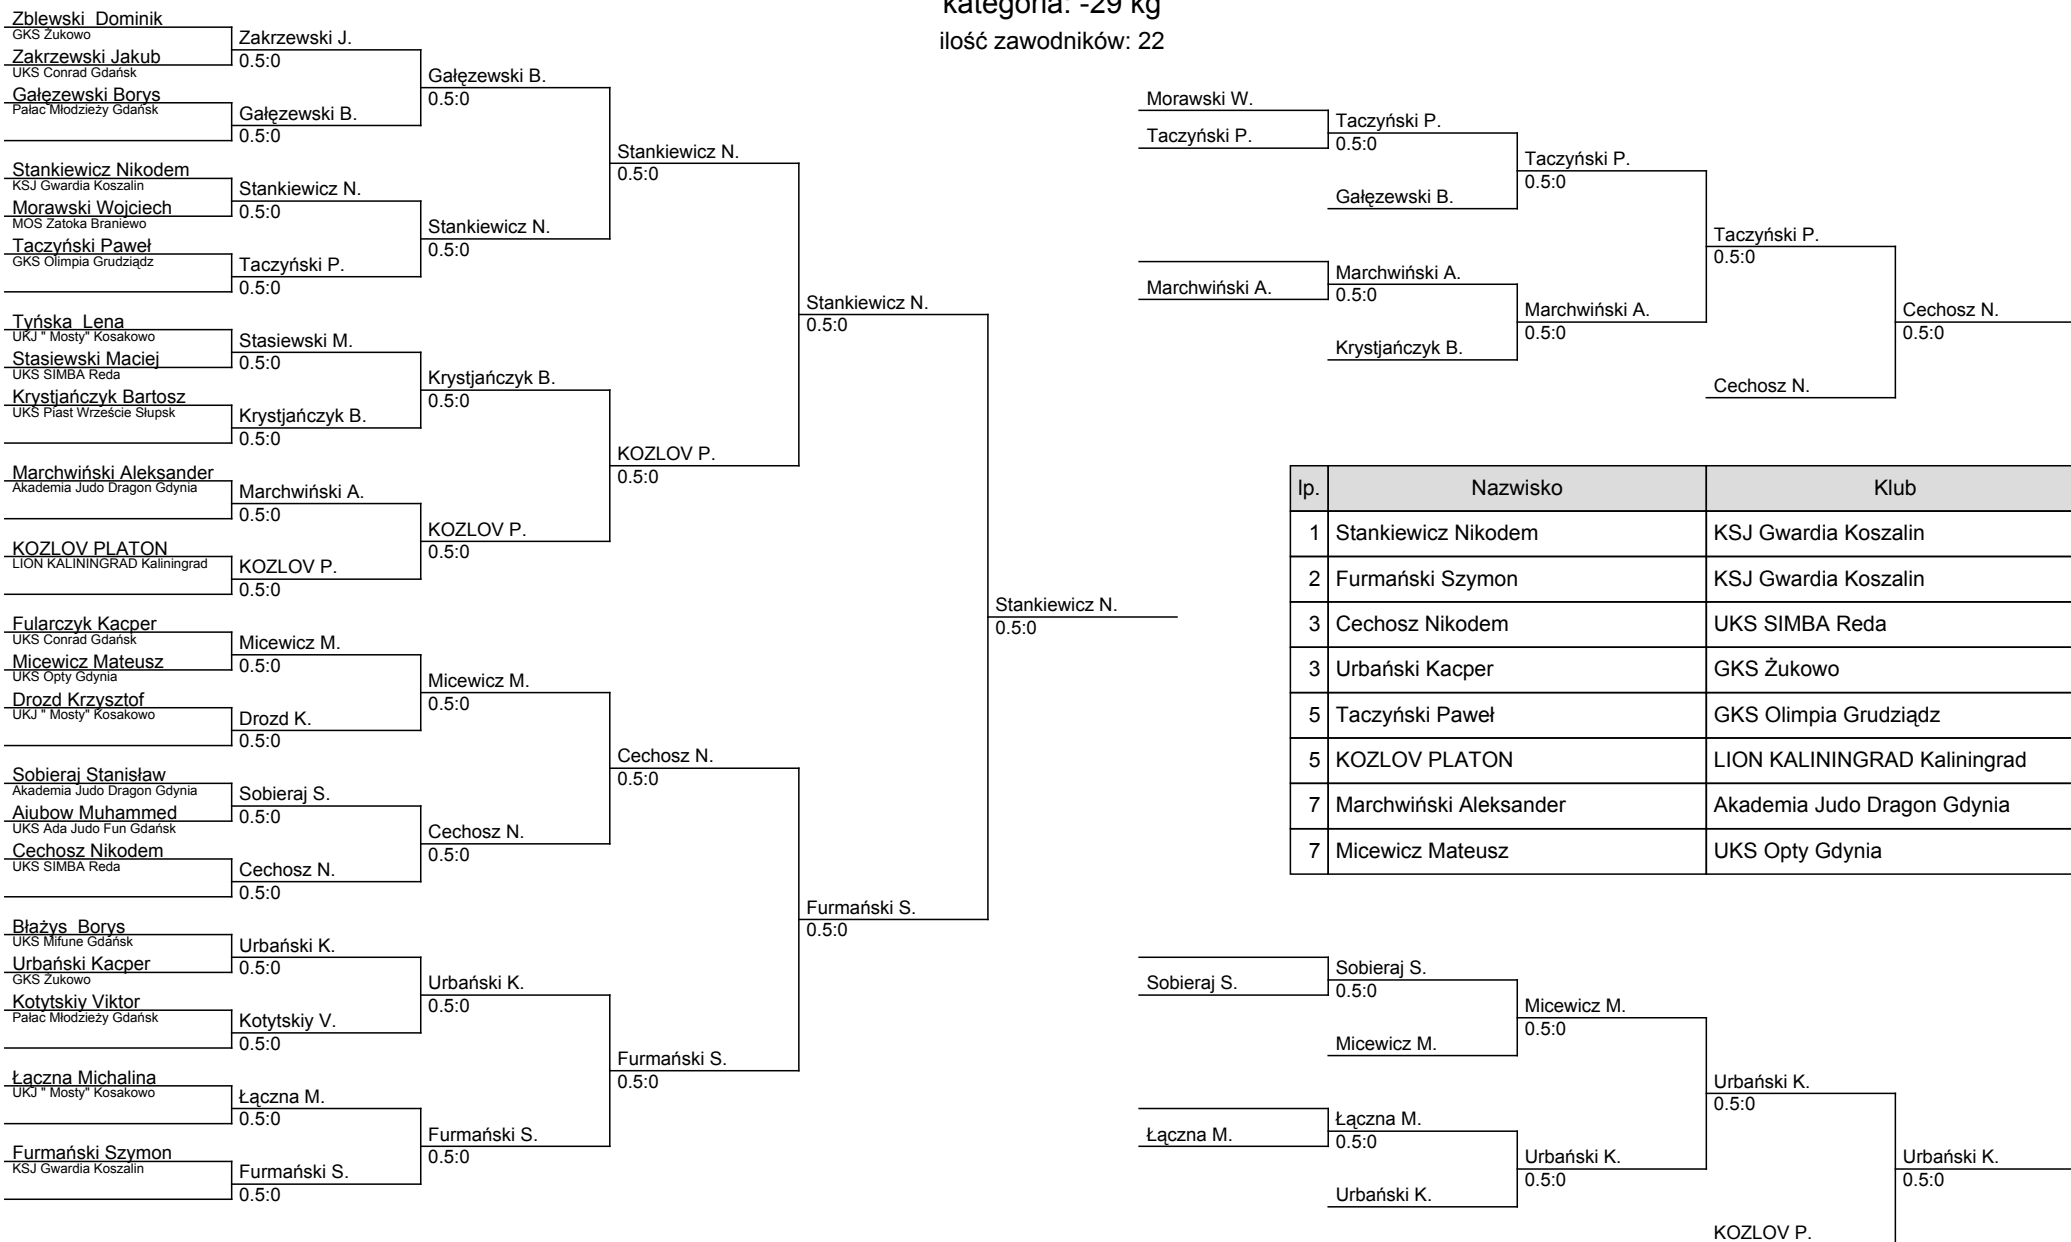 kategoria: -29 kg
ilość zawodników: 22
Zblewski Dominik
GKS Żukowo
Zakrzewski Jakub
UKS Conrad Gdańsk
Gałęzewski Borys
Pałac Młodzieży Gdańsk
Stankiewicz Nikodem
KSJ Gwardia Koszalin
Morawski Wojciech
MOS Zatoka Braniewo
Taczyński Paweł
GKS Olimpia Grudziądz
Tyńska Lena
UKJ " Mosty" Kosakowo
Stasiewski Maciej
UKS SIMBA Reda
Krystjańczyk Bartosz
UKS Piast Wrzeście Słupsk
Marchwiński Aleksander
Akademia Judo Dragon Gdynia
KOZLOV PLATON
LION KALININGRAD Kaliningrad
Fularczyk Kacper
UKS Conrad Gdańsk
Micewicz Mateusz
UKS Opty Gdynia
Drozd Krzysztof
UKJ " Mosty" Kosakowo
Sobieraj Stanisław
Akademia Judo Dragon Gdynia
Aiubow Muhammed
UKS Ada Judo Fun Gdańsk
Cechosz Nikodem
UKS SIMBA Reda
Błażys Borys
UKS Mifune Gdańsk
Urbański Kacper
GKS Żukowo
Kotytskiy Viktor
Pałac Młodzieży Gdańsk
Łączna Michalina
UKJ " Mosty" Kosakowo
Furmański Szymon
KSJ Gwardia Koszalin
Zakrzewski J.
0.5:0
Gałęzewski B.
0.5:0
Stankiewicz N.
0.5:0
Taczyński P.
0.5:0
Stasiewski M.
0.5:0
Krystjańczyk B.
0.5:0
Marchwiński A.
0.5:0
KOZLOV P.
0.5:0
Micewicz M.
0.5:0
Drozd K.
0.5:0
Sobieraj S.
0.5:0
Cechosz N.
0.5:0
Urbański K.
0.5:0
Kotytskiy V.
0.5:0
Łączna M.
0.5:0
Furmański S.
0.5:0
Gałęzewski B.
0.5:0
Stankiewicz N.
0.5:0
Krystjańczyk B.
0.5:0
KOZLOV P.
0.5:0
Micewicz M.
0.5:0
Cechosz N.
0.5:0
Urbański K.
0.5:0
Furmański S.
0.5:0
Stankiewicz N.
0.5:0
KOZLOV P.
0.5:0
Cechosz N.
0.5:0
Furmański S.
0.5:0
Stankiewicz N.
0.5:0
Furmański S.
0.5:0
Stankiewicz N.
0.5:0
Morawski W.
Taczyński P.
Marchwiński A.
Taczyński P.
0.5:0
Gałęzewski B.
Marchwiński A.
0.5:0
Krystjańczyk B.
Taczyński P.
0.5:0
Marchwiński A.
0.5:0
Taczyński P.
0.5:0
Cechosz N.
Cechosz N.
0.5:0
lp. Nazwisko Klub
1 Stankiewicz Nikodem KSJ Gwardia Koszalin
2 Furmański Szymon KSJ Gwardia Koszalin
3 Cechosz Nikodem UKS SIMBA Reda
3 Urbański Kacper GKS Żukowo
5 Taczyński Paweł GKS Olimpia Grudziądz
5 KOZLOV PLATON LION KALININGRAD Kaliningrad
7 Marchwiński Aleksander Akademia Judo Dragon Gdynia
7 Micewicz Mateusz UKS Opty Gdynia
Sobieraj S.
Łączna M.
Sobieraj S.
0.5:0
Micewicz M.
Łączna M.
0.5:0
Urbański K.
Micewicz M.
0.5:0
Urbański K.
0.5:0
Urbański K.
0.5:0
KOZLOV P.
Urbański K.
0.5:0